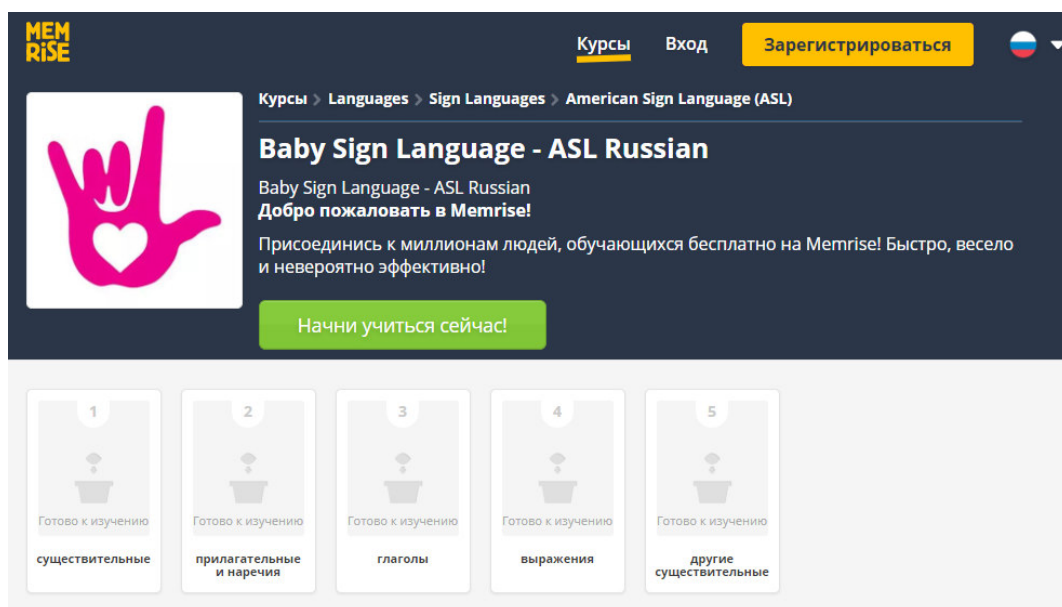 MEM
RiSE
Курсы Вход Зарегистрироваться
Курсы > Languages > Sign Languages > American Sign Language (ASL)
Baby Sign Language - ASL Russian
Baby Sign Language - ASL Russian
Добро пожаловать в Memrise!
Присоединись к миллионам людей, обучающихся бесплатно на Memrise! Быстро, весело
и невероятно эффективно!
Начни учиться сейчас!
1 2 3 4 5
Готово к изучению Готово к изучению Готово к изучению Готово к изучению Готово к изучению
существительные прилагательные глаголы выражения другие
и наречия существительные